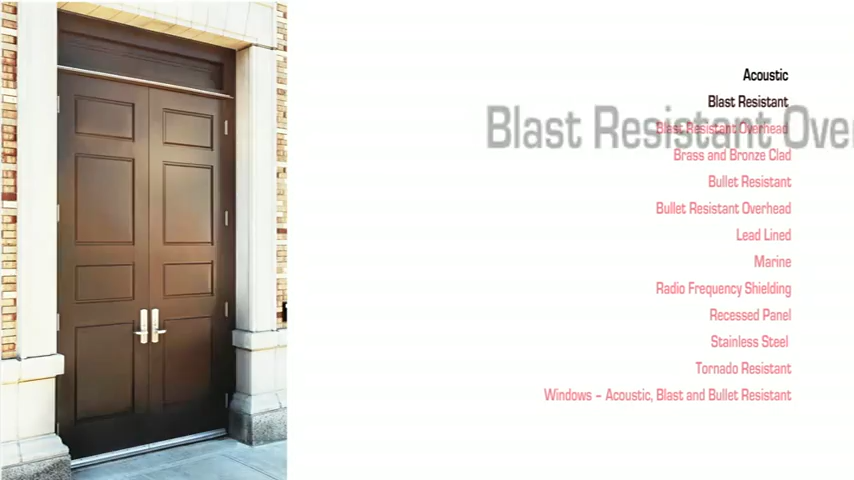 Acoustic
Blast Resistant
Blast Resistant Over
Blast Resistant Overhead
Brass and Bronze Clad
Bullet Resistant
Bullet Resistant Overhead
Lead Lined
Marine
Radio Frequency Shielding
Recessed Panel
Stainless Steel
Tornado Resistant
Windows – Acoustic, Blast and Bullet Resistant